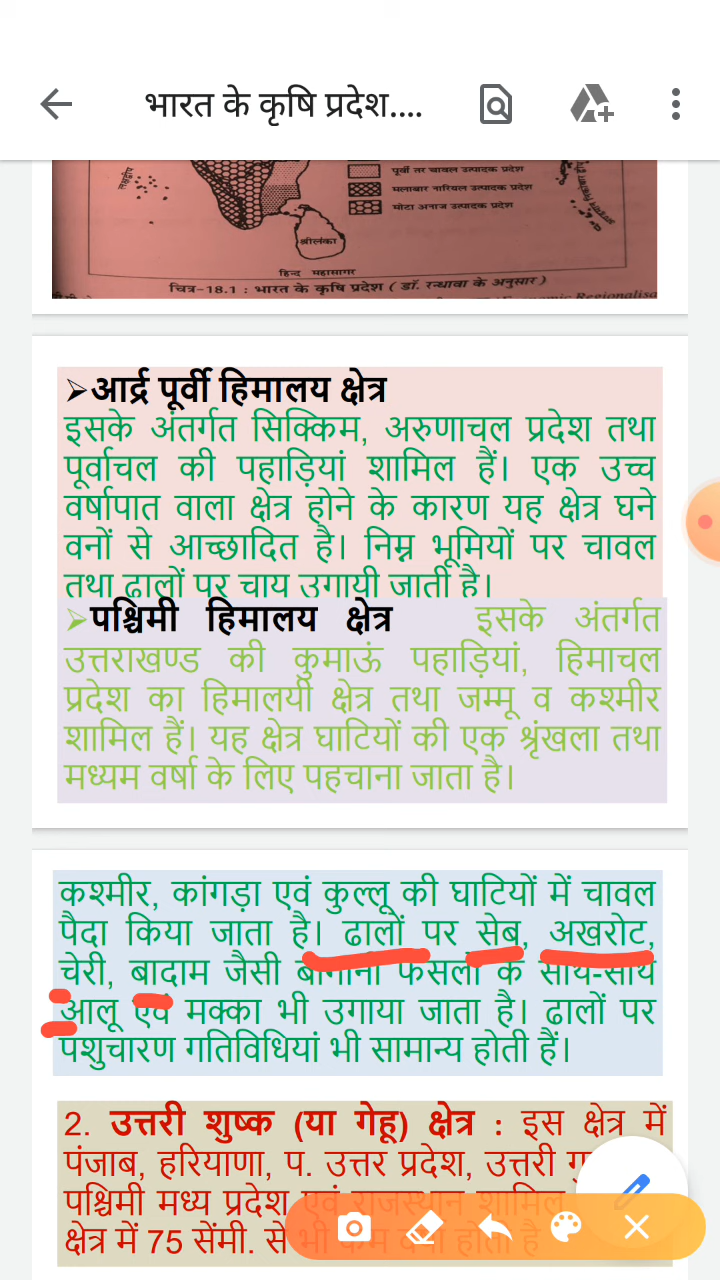 भारत के कृषि प्रदेश....
लक्षद्वीप
पूर्वी तर चावल उत्पादक प्रदेश
मलाबार नारियल उत्पादक प्रदेश
मोटा अनाज उत्पादक प्रदेश
श्रीलंका
हिन्द महासागर
चित्र-18.1 : भारत के कृषि प्रदेश ( डॉ. रन्धावा के अनुसार )
➢आर्द्र पूर्वी हिमालय क्षेत्र
इसके अंतर्गत सिक्किम, अरुणाचल प्रदेश तथा
पूर्वाचल की पहाड़ियां शामिल हैं। एक उच्च
वर्षापात वाला क्षेत्र होने के कारण यह क्षेत्र घने
वनों से आच्छादित है। निम्न भूमियों पर चावल
तथा ढालों पर चाय उगायी जाती है।
➢पश्चिमी हिमालय क्षेत्र इसके अंतर्गत
उत्तराखण्ड की कुमाऊं पहाड़ियां, हिमाचल
प्रदेश का हिमालयी क्षेत्र तथा जम्मू व कश्मीर
शामिल हैं। यह क्षेत्र घाटियों की एक श्रृंखला तथा
मध्यम वर्षा के लिए पहचाना जाता है।
कश्मीर, कांगड़ा एवं कुल्लू की घाटियों में चावल
पैदा किया जाता है। ढालों पर सेब, अखरोट,
चेरी, बादाम जैसी बागानी फसलों के साथ-साथ
आलू एवं मक्का भी उगाया जाता है। ढालों पर
पशुचारण गतिविधियां भी सामान्य होती हैं।
2. उत्तरी शुष्क (या गेहू) क्षेत्र : इस क्षेत्र में
पंजाब, हरियाणा, प. उत्तर प्रदेश, उत्तरी
पश्चिमी मध्य प्रदेश एवं राजस्थान शामिल
क्षेत्र में 75 सेंमी. से भी कम वर्षा होती है